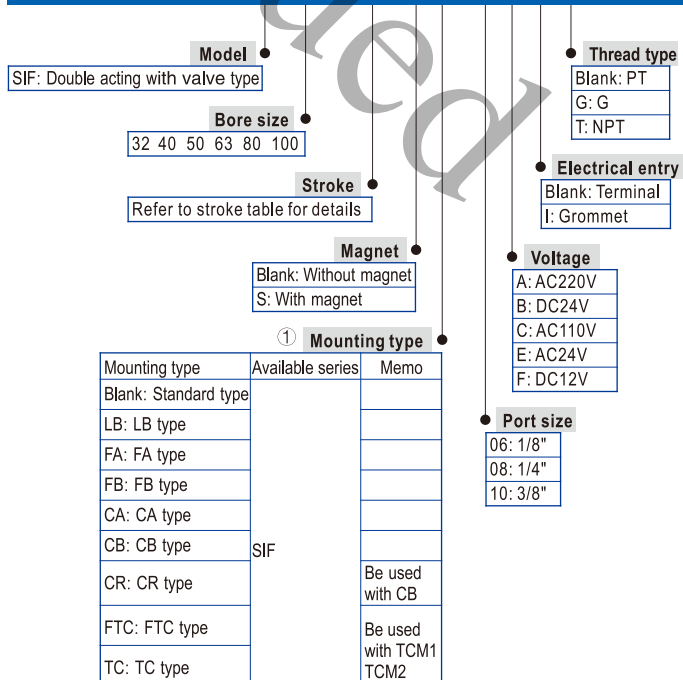 Model
SIF: Double acting with valve type
Bore size
32 40 50 63 80 100
Stroke
Refer to stroke table for details
Magnet
Blank: Without magnet
S: With magnet
① Mounting type
Mounting type Available series Memo
Blank: Standard type
LB: LB type
FA: FA type
FB: FB type
CA: CA type
CB: CB type
SIF
CR: CR type
Be used
with CB
FTC: FTC type
TC: TC type
Be used
with TCM1
TCM2
Thread type
Blank: PT
G: G
T: NPT
Electrical entry
Blank: Terminal
I: Grommet
Voltage
A: AC220V
B: DC24V
C: AC110V
E: AC24V
F: DC12V
Port size
06: 1/8"
08: 1/4"
10: 3/8"